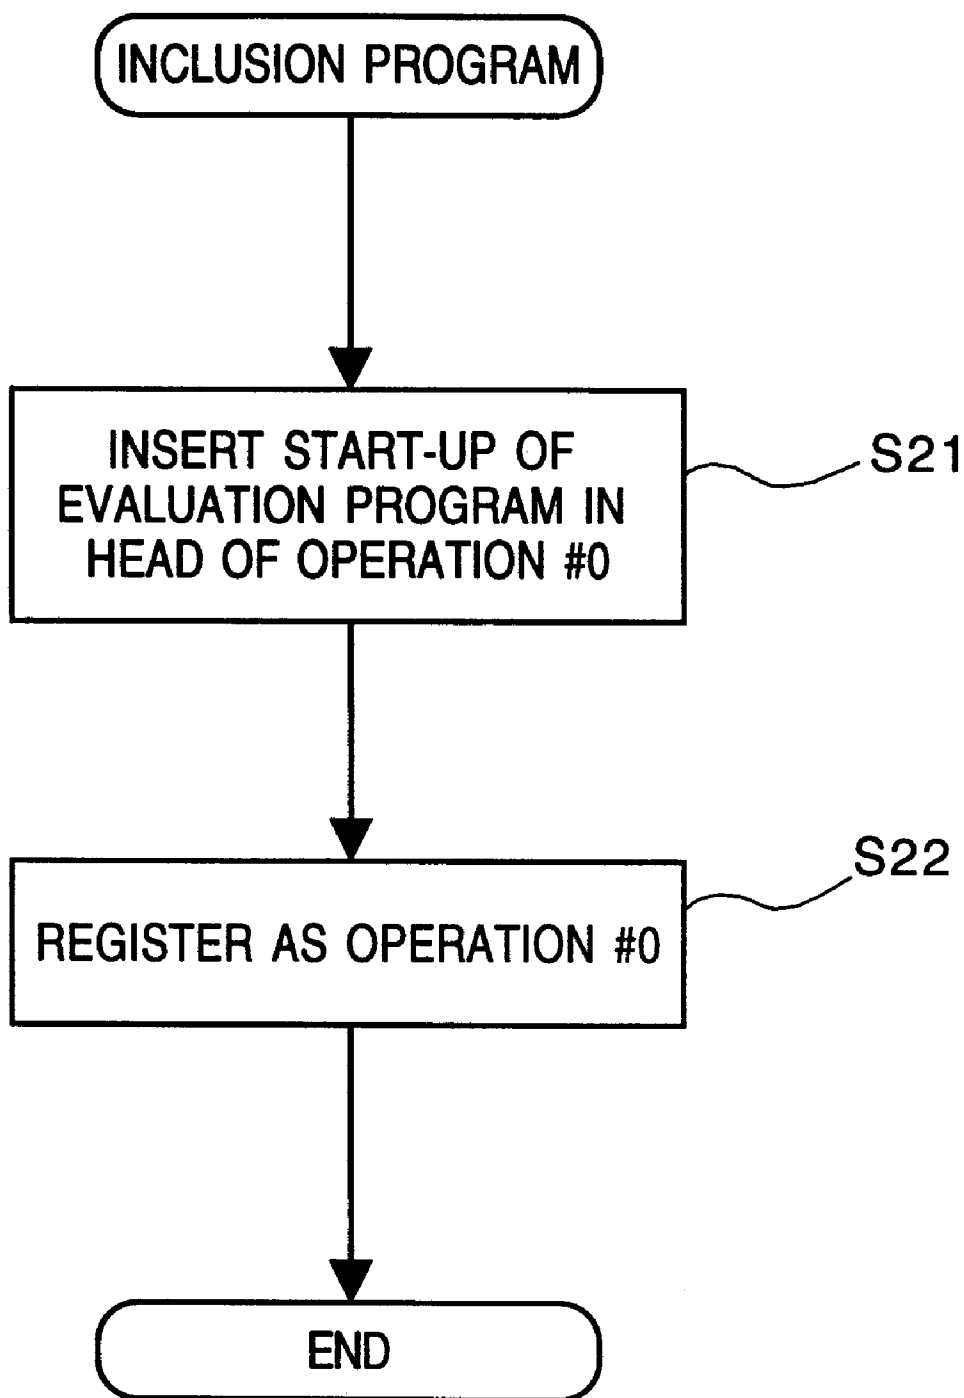 INCLUSION PROGRAM
INSERT START-UP OF
EVALUATION PROGRAM IN
HEAD OF OPERATION #0
S21
REGISTER AS OPERATION #0
S22
END